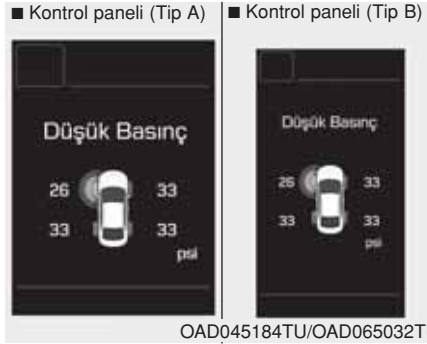 ■ Kontrol paneli (Tip A)
Düşük Basınç
26 33
33 33
psi
■ Kontrol paneli (Tip B)
Düşük Basınç
26 33
33 33
psi
OAD045184TU/OAD065032T